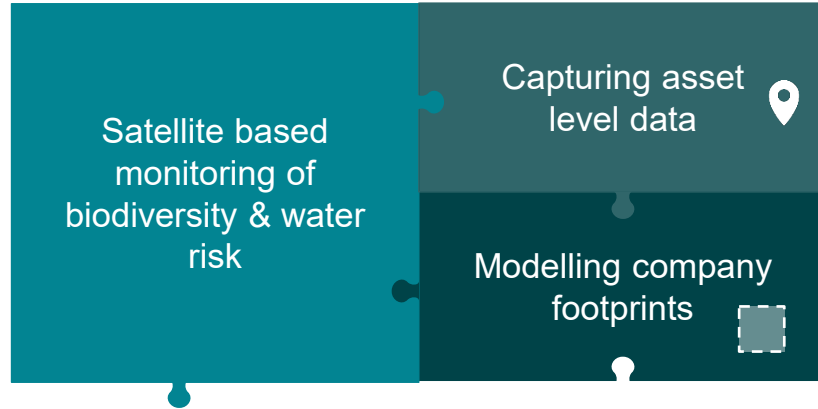 Satellite based
monitoring of
biodiversity & water
risk
Capturing asset
level data
Modelling company
footprints